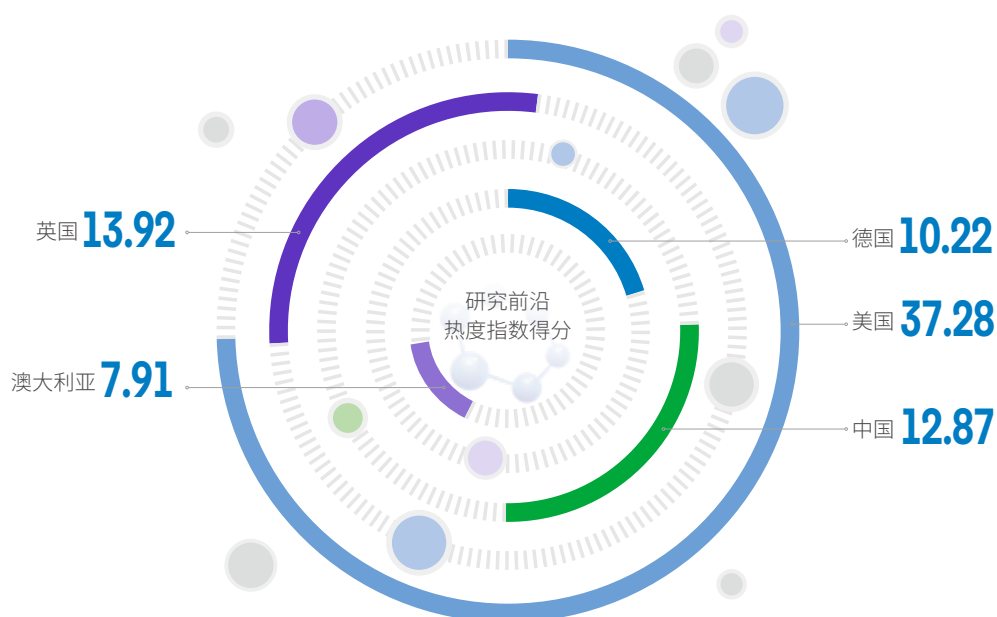 研究前沿
热度指数得分
英国 13.92
澳大利亚 7.91
德国 10.22
美国 37.28
中国 12.87